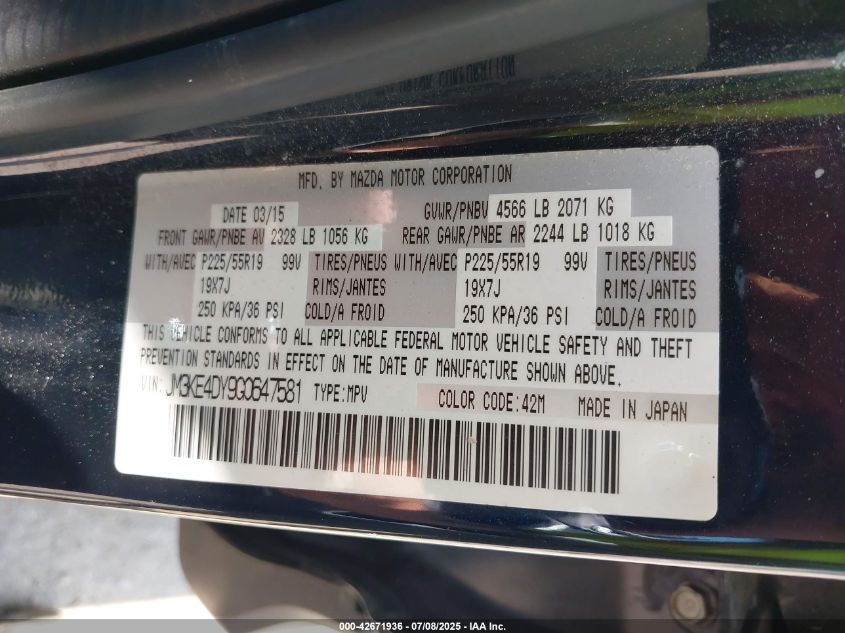 MFD. BY MAZDA MOTOR CORPORATION
DATE 03/15 GVWR/PNBV 4566 LB 2071 KG
FRONT GAWR/PNBE AV 2328 LB 1056 KG REAR GAWR/PNBE AR 2244 LB 1018 KG
WITH/AVEC P225/55R19 99V TIRES/PNEUS WITH/AVEC P225/55R19 99V TIRES/PNEUS
19X7J RIMS/JANTES 19X7J RIMS/JANTES
250 KPA/36 PSI COLD/A FROID 250 KPA/36 PSI COLD/A FROID
THIS VEHICLE CONFORMS TO ALL APPLICABLE FEDERAL MOTOR VEHICLE SAFETY AND THEFT
PREVENTION STANDARDS IN EFFECT ON THE DATE OF MANUFACTURE SHOWN ABOVE.
VIN: JM3KE4DY9G0647581 TYPE:MPV COLOR CODE:42M MADE IN JAPAN
000-42671936 - 07/08/2025 - IAA Inc.